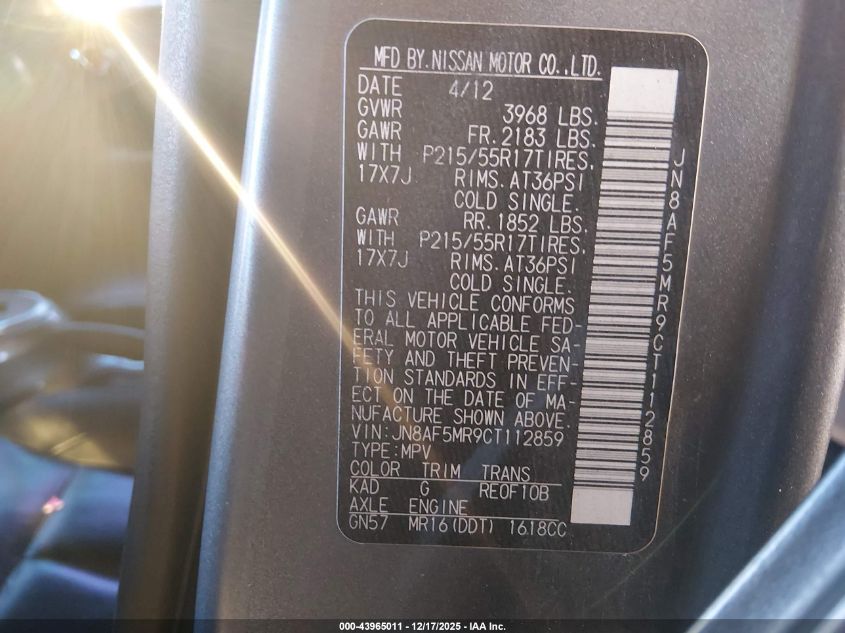 MFD BY. NISSAN MOTOR CO., LTD.
DATE 4/12
GVWR 3968 LBS.
GAWR FR. 2183 LBS.
WITH P215/55R17TIRES,
17X7J RIMS. AT36PSI
COLD SINGLE.
GAWR RR. 1852 LBS.
WITH P215/55R17TIRES,
17X7J RIMS. AT36PSI
COLD SINGLE.
THIS VEHICLE CONFORMS
TO ALL APPLICABLE FED-
ERAL MOTOR VEHICLE SA-
FETY AND THEFT PREVEN-
TION STANDARDS IN EFF-
ECT ON THE DATE OF MA-
NUFACTURE SHOWN ABOVE.
VIN:JN8AF5MR9CT112859
TYPE:MPV
COLOR TRIM TRANS
KAD G RE0F10B
AXLE ENGINE
GN57 MR16(DDT) 1618CC
JN8AF5MR9CT112859
000-43965011 - 12/17/2025 - IAA Inc.